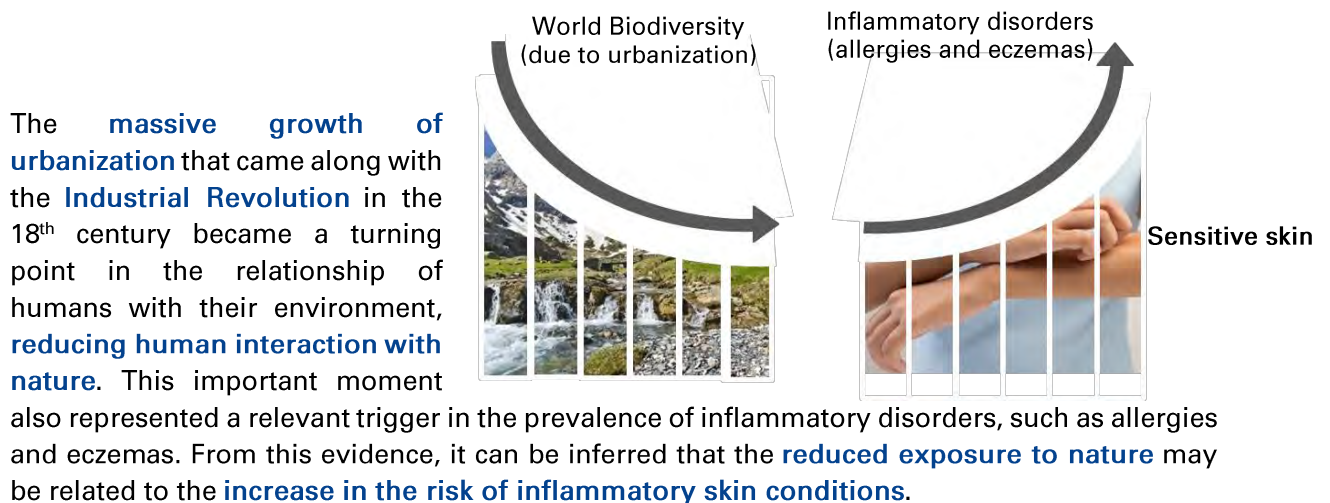 World Biodiversity
(due to urbanization)
Inflammatory disorders
(allergies and eczemas)
Sensitive skin
The massive growth of
urbanization that came along with
the Industrial Revolution in the
18th century became a turning
point in the relationship of
humans with their environment,
reducing human interaction with
nature. This important moment
also represented a relevant trigger in the prevalence of inflammatory disorders, such as allergies
and eczemas. From this evidence, it can be inferred that the reduced exposure to nature may
be related to the increase in the risk of inflammatory skin conditions.